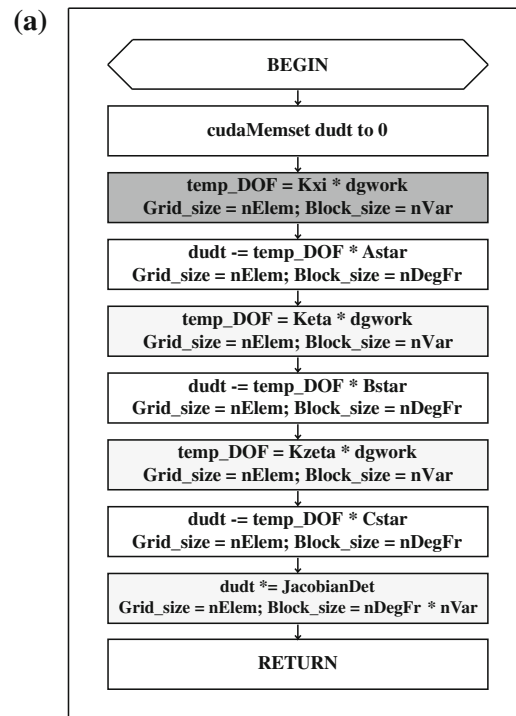 (a)
BEGIN
cudaMemset dudt to 0
temp_DOF = Kxi * dgwork
Grid_size = nElem; Block_size = nVar
dudt -= temp_DOF * Astar
Grid_size = nElem; Block_size = nDegFr
temp_DOF = Keta * dgwork
Grid_size = nElem; Block_size = nVar
dudt -= temp_DOF * Bstar
Grid_size = nElem; Block_size = nDegFr
temp_DOF = Kzeta * dgwork
Grid_size = nElem; Block_size = nVar
dudt -= temp_DOF * Cstar
Grid_size = nElem; Block_size = nDegFr
dudt *= JacobianDet
Grid_size = nElem; Block_size = nDegFr * nVar
RETURN